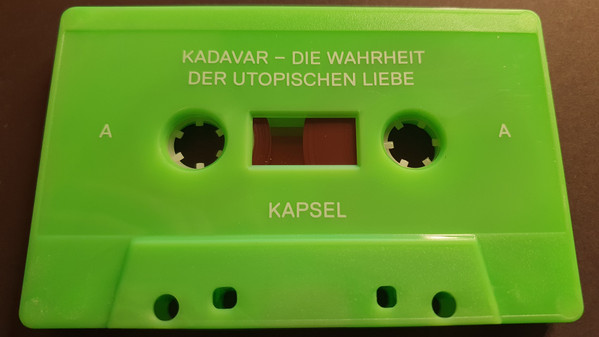 KADAVAR – DIE WAHRHEIT
DER UTOPISCHEN LIEBE
A
A
KAPSEL